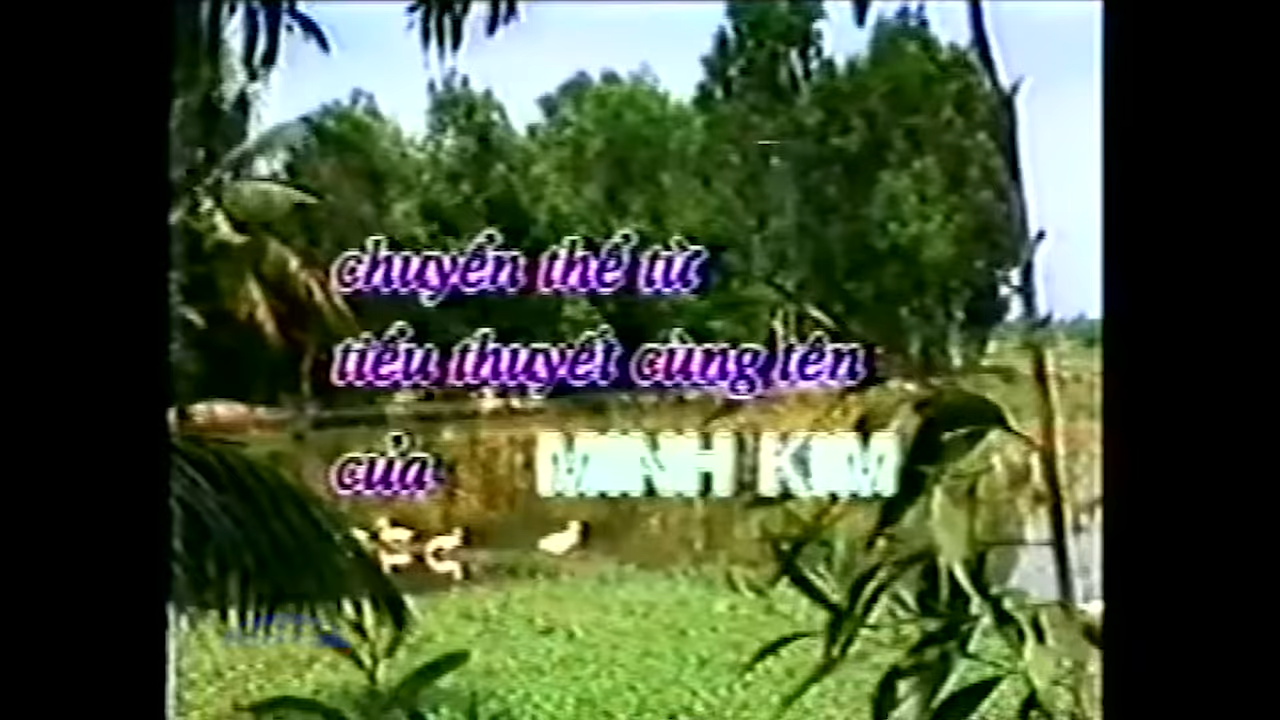 chuyển thể từ
tiểu thuyết cùng tên
của MINH KIM